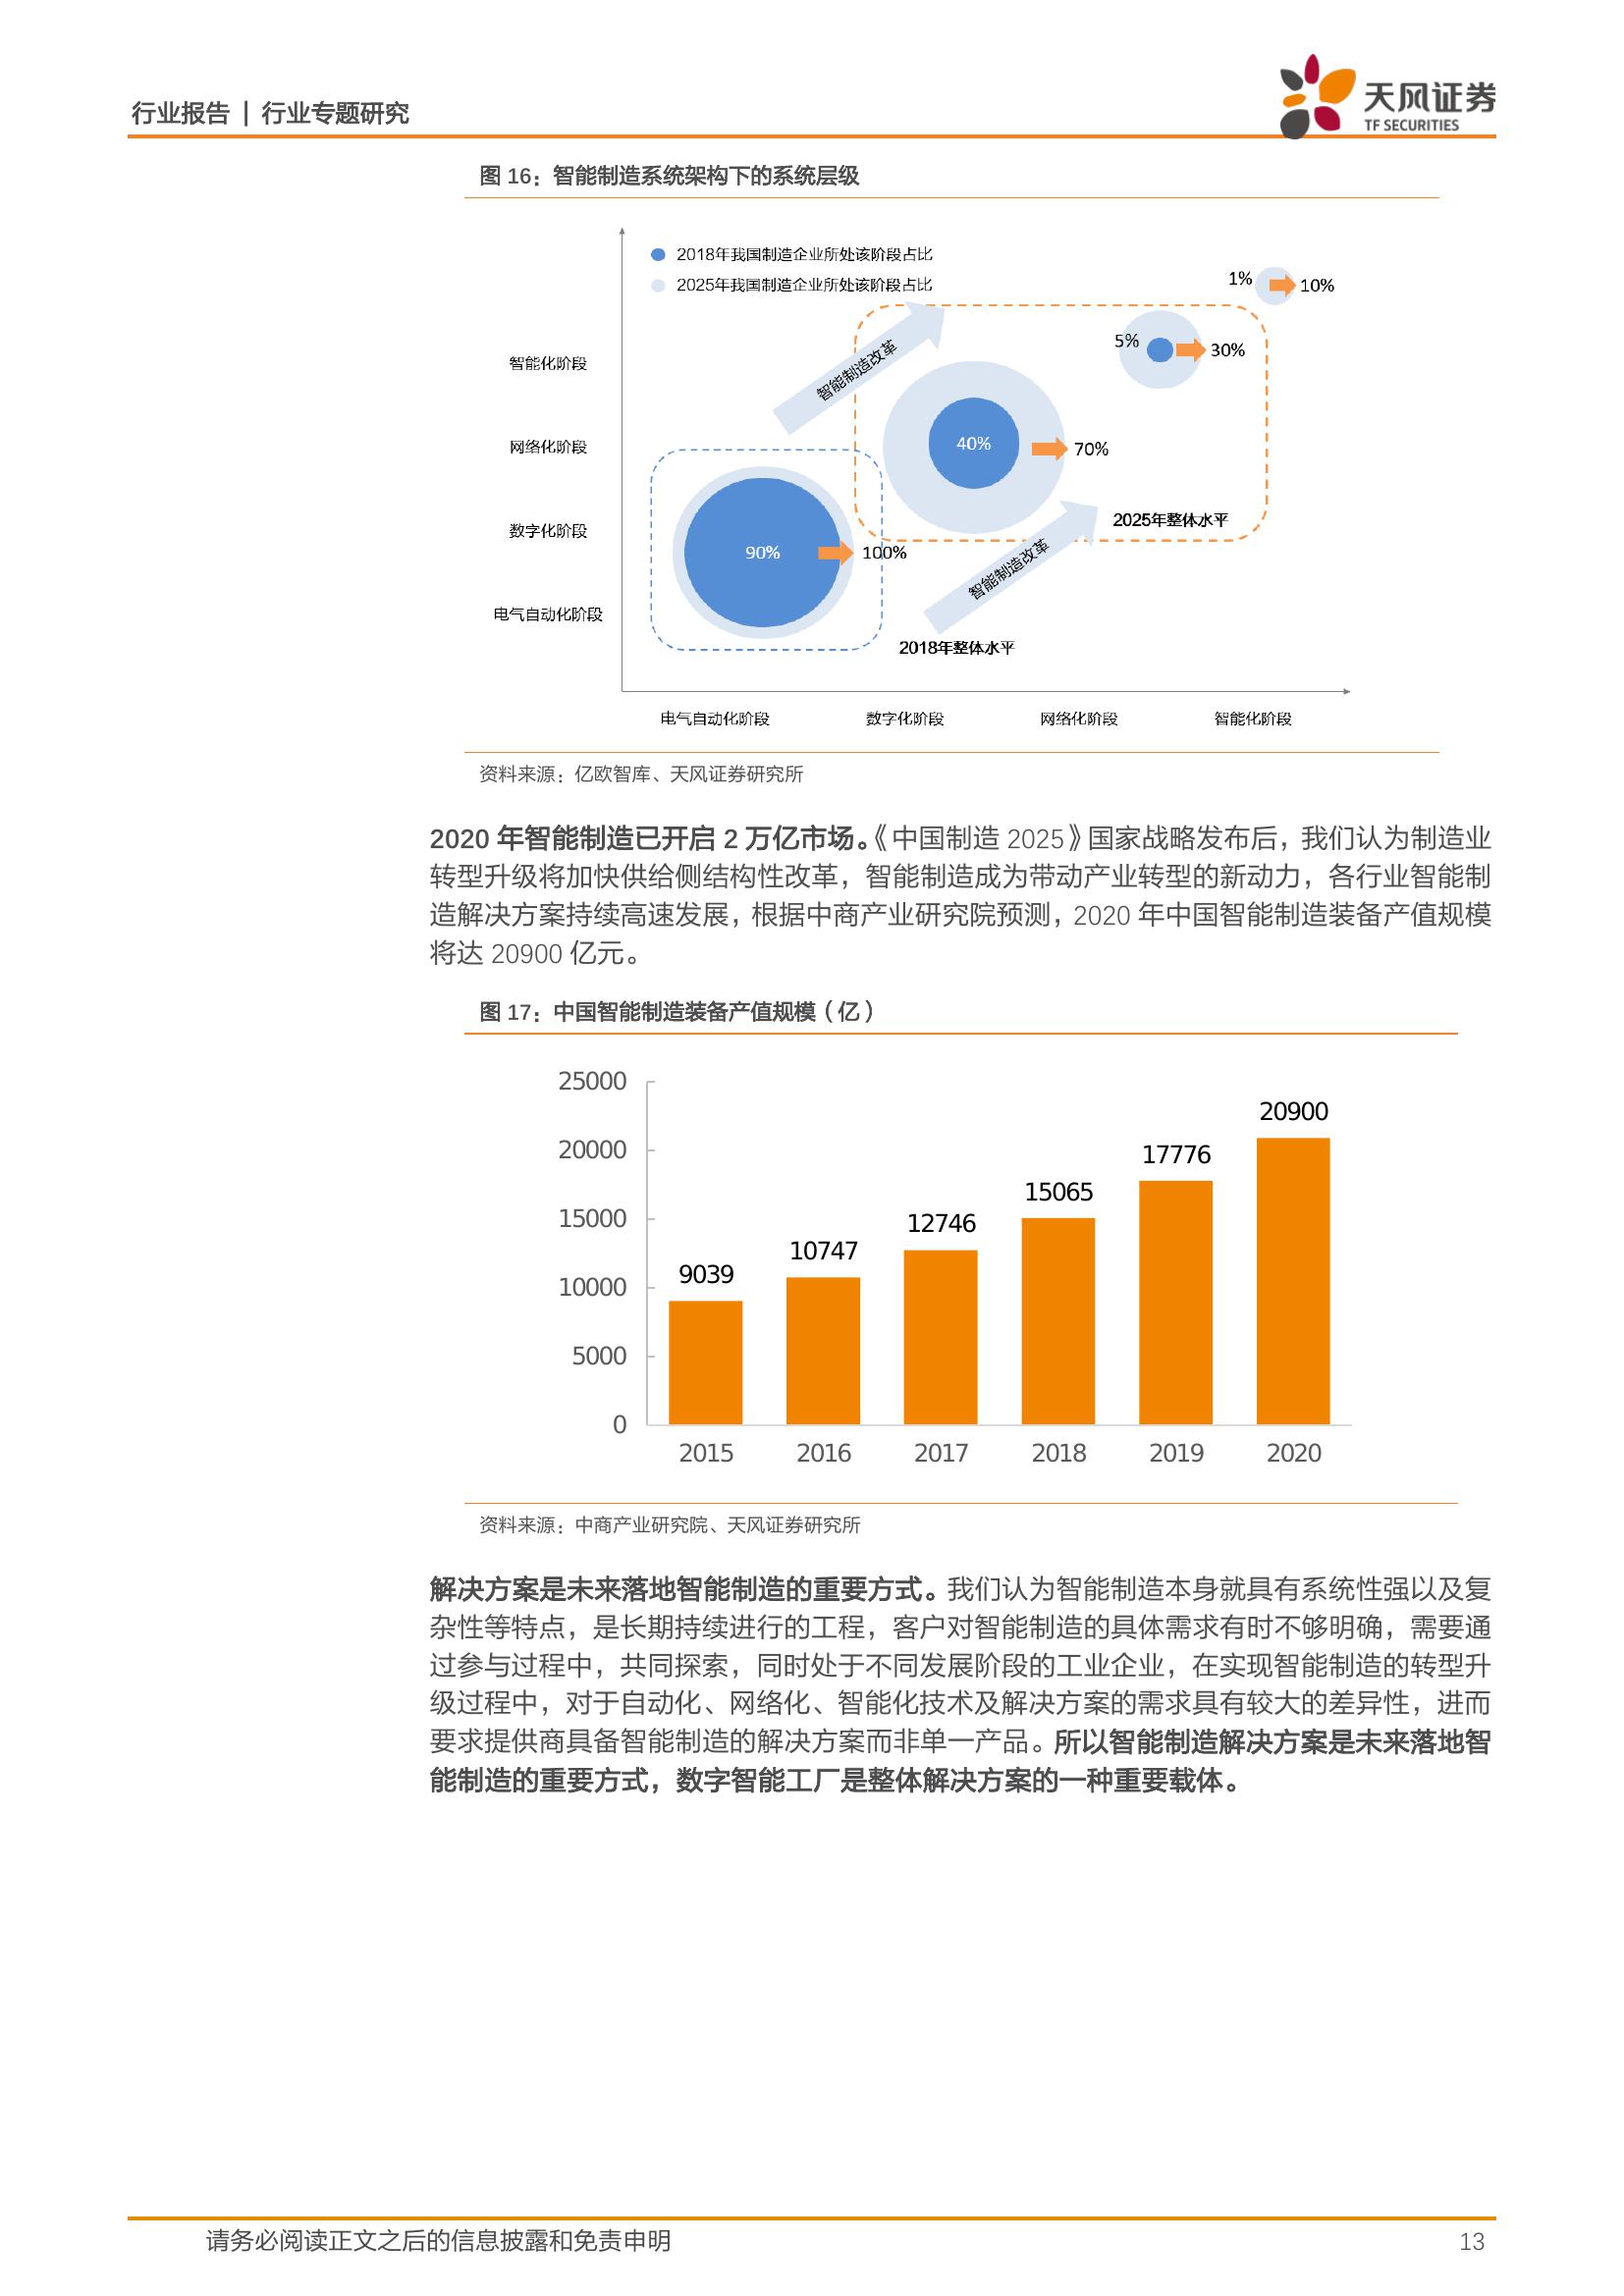 行业报告 | 行业专题研究
天风证券
TF SECURITIES
图 16：智能制造系统架构下的系统层级
2018年我国制造企业所处该阶段占比
2025年我国制造企业所处该阶段占比
1%
10%
5%
30%
智能制造改革
智能化阶段
40%
70%
网络化阶段
2025年整体水平
数字化阶段
90%
100%
智能制造改革
电气自动化阶段
2018年整体水平
电气自动化阶段
数字化阶段
网络化阶段
智能化阶段
资料来源：亿欧智库、天风证券研究所
2020 年智能制造已开启 2 万亿市场。《中国制造 2025》国家战略发布后，我们认为制造业
转型升级将加快供给侧结构性改革，智能制造成为带动产业转型的新动力，各行业智能制
造解决方案持续高速发展，根据中商产业研究院预测，2020 年中国智能制造装备产值规模
将达 20900 亿元。
图 17：中国智能制造装备产值规模（亿）
25000
20000
15000
10000
5000
0
9039
10747
12746
15065
17776
20900
2015
2016
2017
2018
2019
2020
资料来源：中商产业研究院、天风证券研究所
解决方案是未来落地智能制造的重要方式。我们认为智能制造本身就具有系统性强以及复
杂性等特点，是长期持续进行的工程，客户对智能制造的具体需求有时不够明确，需要通
过参与过程中，共同探索，同时处于不同发展阶段的工业企业，在实现智能制造的转型升
级过程中，对于自动化、网络化、智能化技术及解决方案的需求具有较大的差异性，进而
要求提供商具备智能制造的解决方案而非单一产品。所以智能制造解决方案是未来落地智
能制造的重要方式，数字智能工厂是整体解决方案的一种重要载体。
请务必阅读正文之后的信息披露和免责申明
13